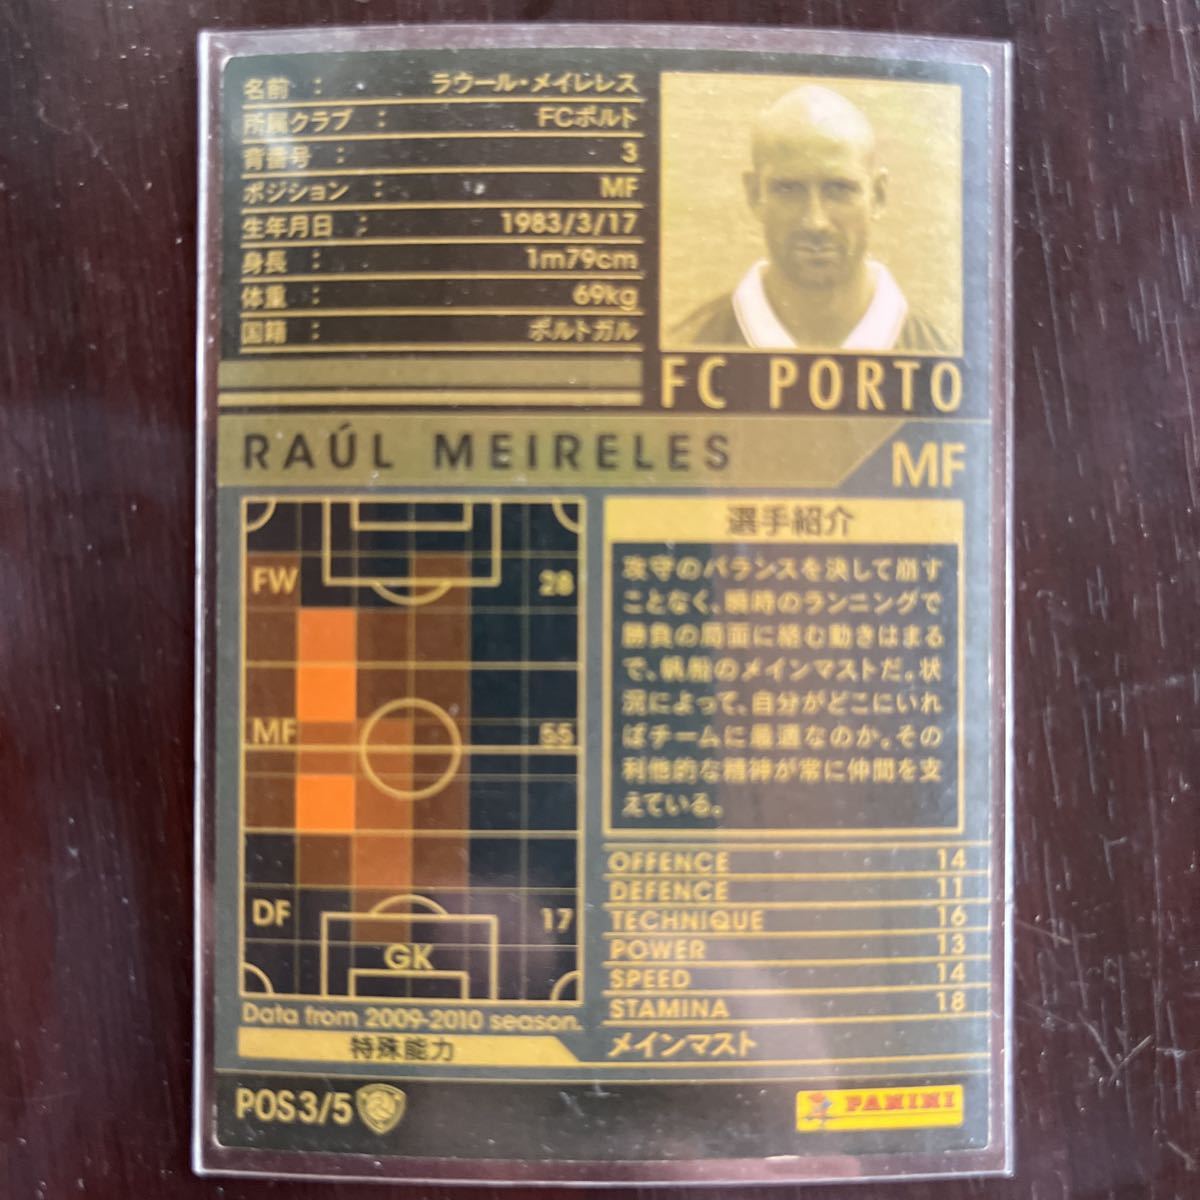 名前 : ラウール・メイレレス
所属クラブ : FCポルト
背番号 : 3
ポジション : MF
生年月日 : 1983/3/17
身長 : 1m79cm
体重 : 69kg
国籍 : ポルトガル
FC PORTO
RAÚL MEIRELES MF
FW 28
MF 55
DF 17
GK
Data from 2009-2010 season.
選手紹介
攻守のバランスを決して崩す
ことなく、瞬時のランニングで
勝負の局面に絡む動きはまる
で、帆船のメインマストだ。状
況によって、自分がどこにいれ
ばチームに最適なのか。その
利他的な精神が常に仲間を支
えている。
OFFENCE 14
DEFENCE 11
TECHNIQUE 16
POWER 13
SPEED 14
STAMINA 18
特殊能力 メインマスト
POS3/5
PANINI